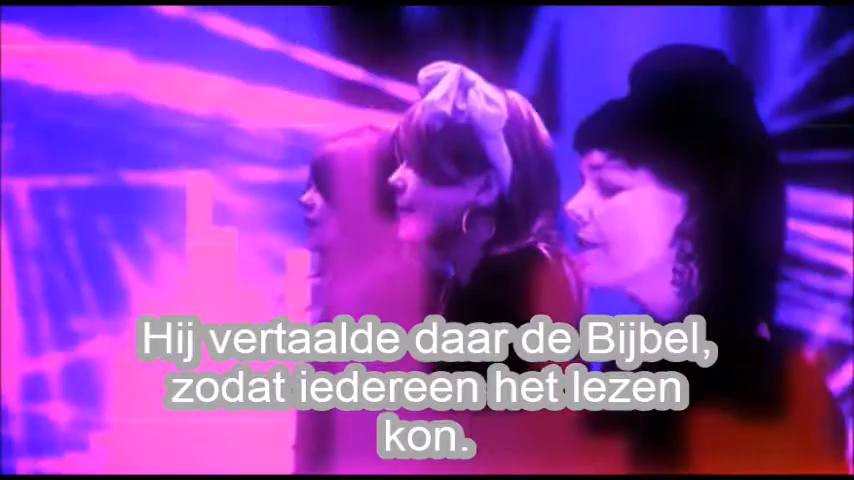 Hij vertaalde daar de Bijbel,
zodat iedereen het lezen
kon.